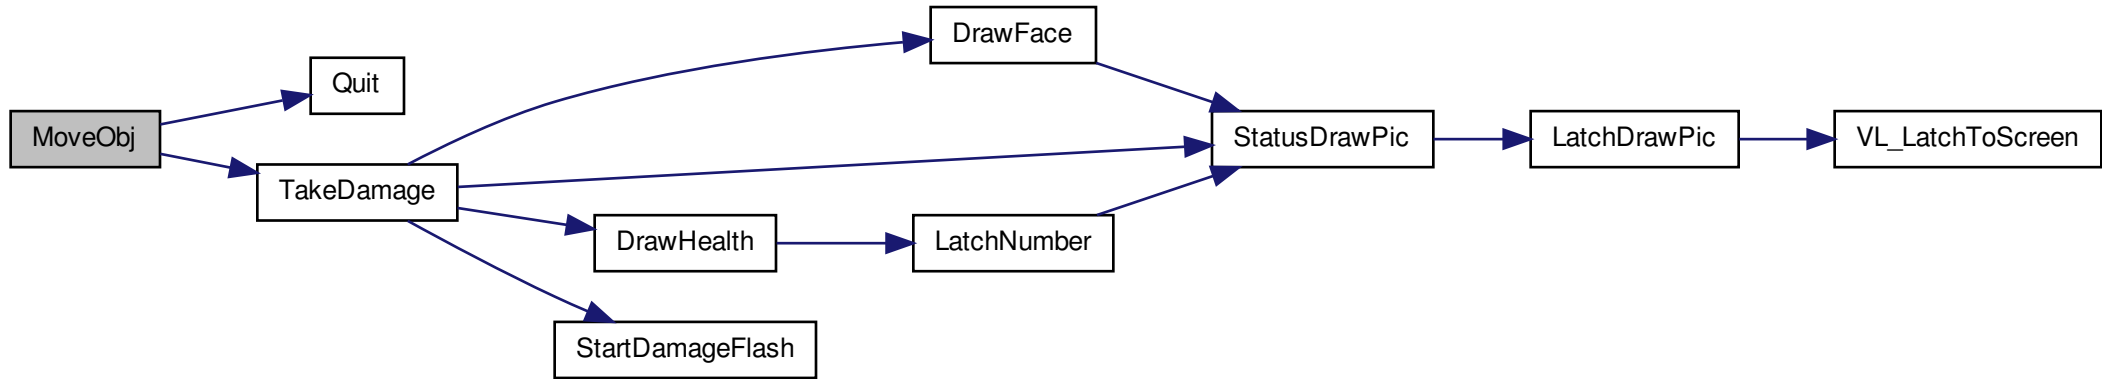 MoveObj
Quit
TakeDamage
DrawFace
DrawHealth
StartDamageFlash
LatchNumber
StatusDrawPic
LatchDrawPic
VL_LatchToScreen